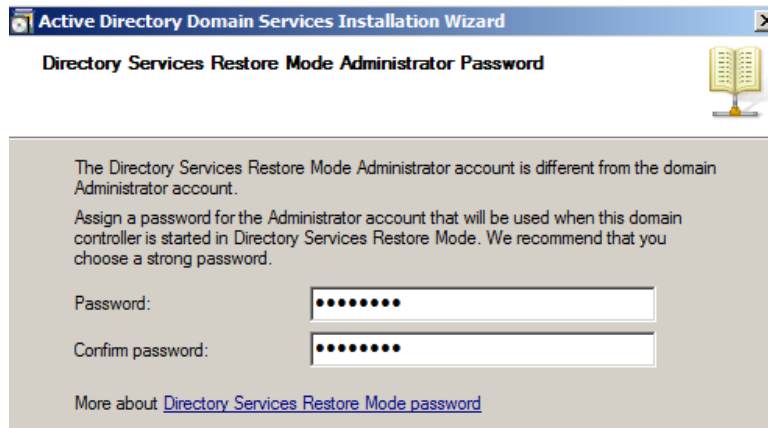 Active Directory Domain Services Installation Wizard
Directory Services Restore Mode Administrator Password
The Directory Services Restore Mode Administrator account is different from the domain
Administrator account.
Assign a password for the Administrator account that will be used when this domain
controller is started in Directory Services Restore Mode. We recommend that you
choose a strong password.
Password: ●●●●●●●●
Confirm password: ●●●●●●●●
More about Directory Services Restore Mode password